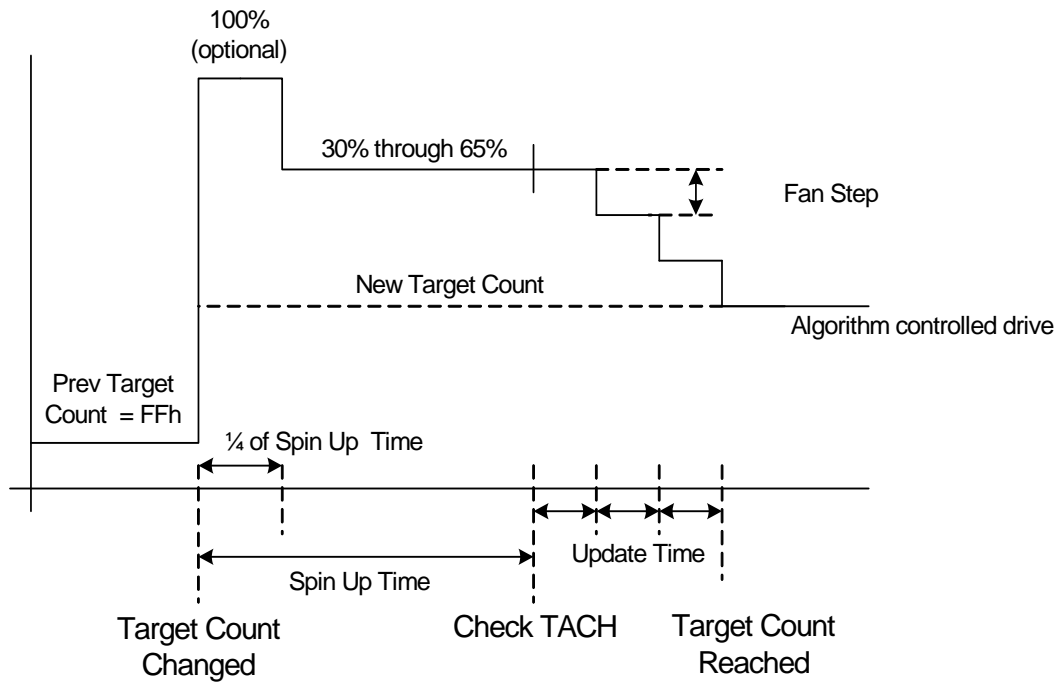 100%
(optional)
30% through 65%
Fan Step
New Target Count
Algorithm controlled drive
Prev Target
Count = FFh
¼ of Spin Up Time
Update Time
Spin Up Time
Target Count
Changed
Check TACH
Target Count
Reached